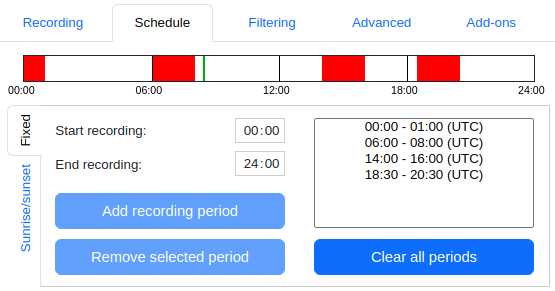 Recording Schedule Filtering Advanced Add-ons
00:00 06:00 12:00 18:00 24:00
Fixed
Sunrise/sunset
Start recording: 00:00
End recording: 24:00
Add recording period
Remove selected period
00:00 - 01:00 (UTC)
06:00 - 08:00 (UTC)
14:00 - 16:00 (UTC)
18:30 - 20:30 (UTC)
Clear all periods